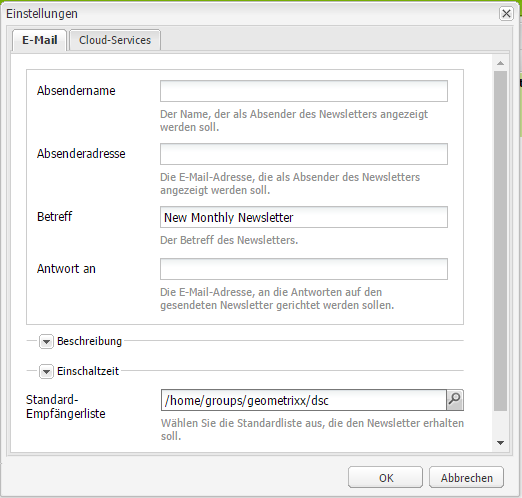 Einstellungen
E-Mail
Cloud-Services
Absendername
Der Name, der als Absender des Newsletters angezeigt
werden soll.
Absenderadresse
Die E-Mail-Adresse, die als Absender des Newsletters
angezeigt werden soll.
Betreff
New Monthly Newsletter
Der Betreff des Newsletters.
Antwort an
Die E-Mail-Adresse, an die Antworten auf den
gesendeten Newsletter gerichtet werden sollen.
Beschreibung
Einschaltzeit
Standard-
Empfängerliste
/home/groups/geometrixx/dsc
Wählen Sie die Standardliste aus, die den Newsletter erhalten
soll.
OK
Abbrechen